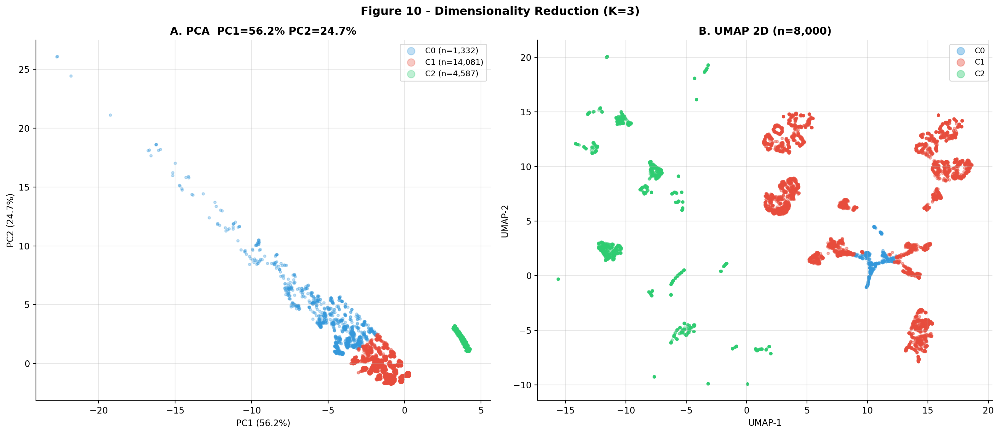 Figure 10 - Dimensionality Reduction (K=3)
A. PCA  PC1=56.2% PC2=24.7%
C0 (n=1,332)
C1 (n=14,081)
C2 (n=4,587)
PC2 (24.7%)
25
20
15
10
5
0
−20
−15
−10
−5
0
5
PC1 (56.2%)
B. UMAP 2D (n=8,000)
C0
C1
C2
UMAP-2
20
15
10
5
0
−5
−10
−15
−10
−5
0
5
10
15
20
UMAP-1